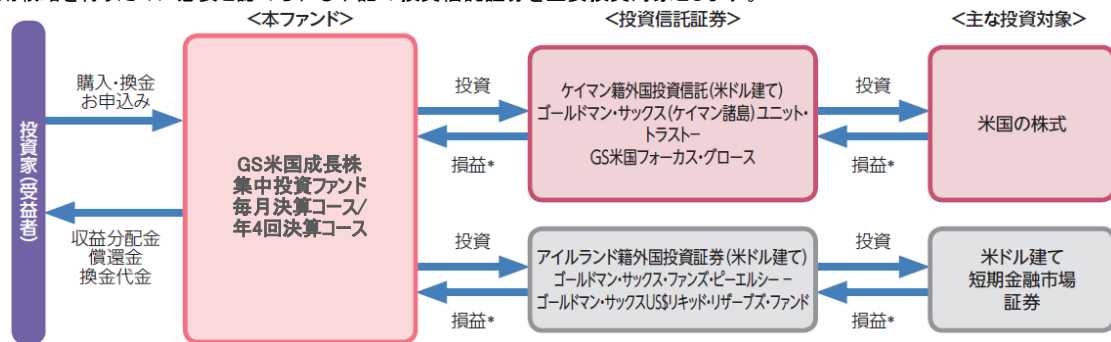 <本ファンド>
<投資信託証券>
<主な投資対象>
投資家(受益者)
購入・換金
お申込み
収益分配金
償還金
換金代金
GS米国成長株
集中投資ファンド
毎月決算コース/
年4回決算コース
投資
損益*
ケイマン籍外国投資信託(米ドル建て)
ゴールドマン・サックス(ケイマン諸島)ユニット・
トラストー
GS米国フォーカス・グロース
投資
損益*
米国の株式
投資
損益*
アイルランド籍外国投資証券(米ドル建て)
ゴールドマン・サックス・ファンズ・ピーエルシー −
ゴールドマン・サックスUS$リキッド・リザーブズ・ファンド
投資
損益*
米ドル建て
短期金融市場
証券